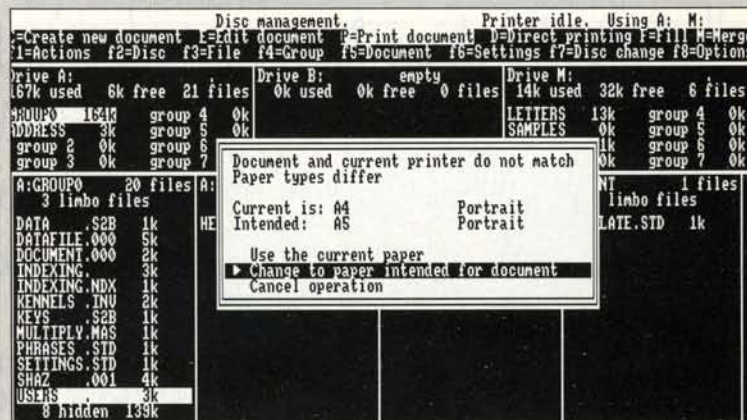 Disc management. Printer idle. Using A: M:
=Create new document E=Edit document P=Print document D=Direct printing F=Fill M=Merge
f1=Actions f2=Disc f3=File f4=Group f5=Document f6=Settings f7=Disc change f8=Option
Drive A: Drive B: empty Drive M:
167k used 6k free 21 files 0k used 0k free 0 files 14k used 32k free 6 files
GROUP0 164k group 4 0k LETTERS 13k group 4 0k
ADDRESS 3k group 5 0k SAMPLES 0k group 5 0k
group 2 0k group 6 1k group 6 0k
group 3 0k group 7 0k group 7 0k
Document and current printer do not match
Paper types differ
Current is: A4 Portrait
Intended: A5 Portrait
Use the current paper
Change to paper intended for document
Cancel operation
A:GROUP0 20 files A: NT 1 files
3 limbo files limbo files
DATA .S2B 1k HE LATE.STD 1k
DATAFILE.000 5k
DOCUMENT.000 2k
INDEXING. 3k
INDEXING.NDX 1k
KENNELS .INV 2k
KEYS .S2B 1k
MULTIPLY.MAS 1k
PHRASES .STD 1k
SETTINGS.STD 1k
SHAZ .001 4k
USERS . 3k
8 hidden 139k